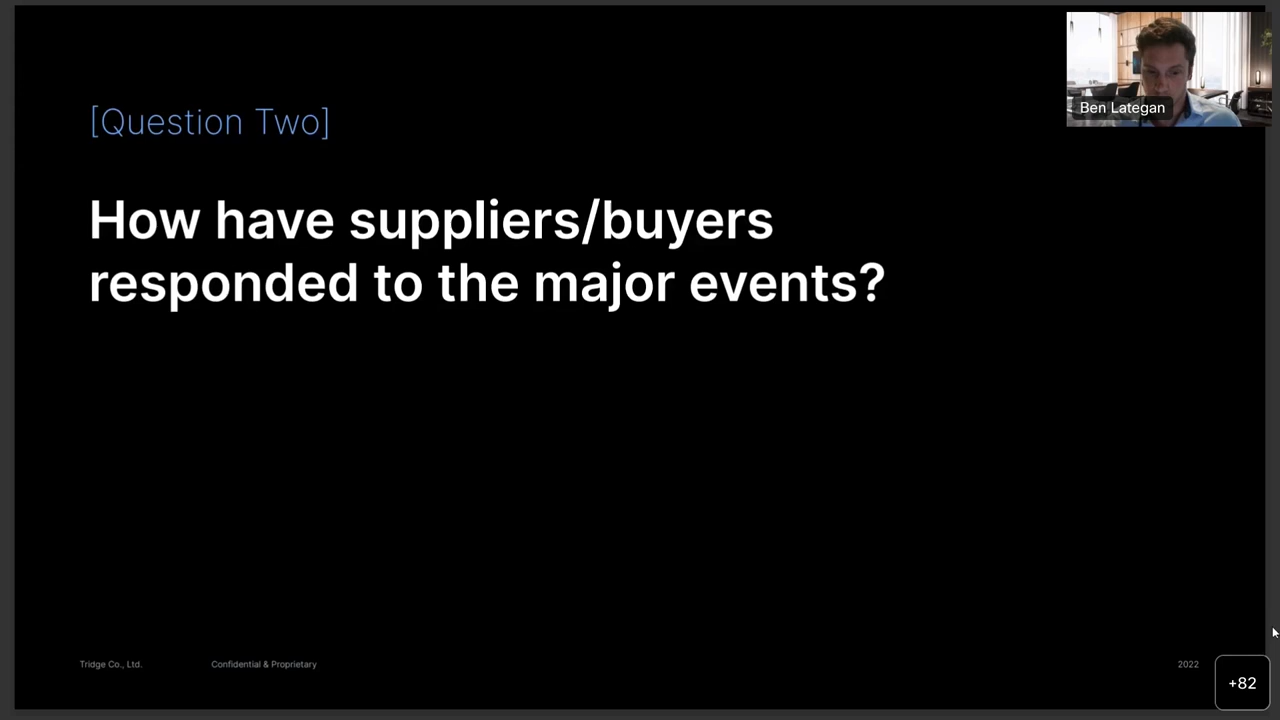 Ben Lategan
[Question Two]
How have suppliers/buyers
responded to the major events?
Tridge Co., Ltd.
Confidential & Proprietary
2022
+82